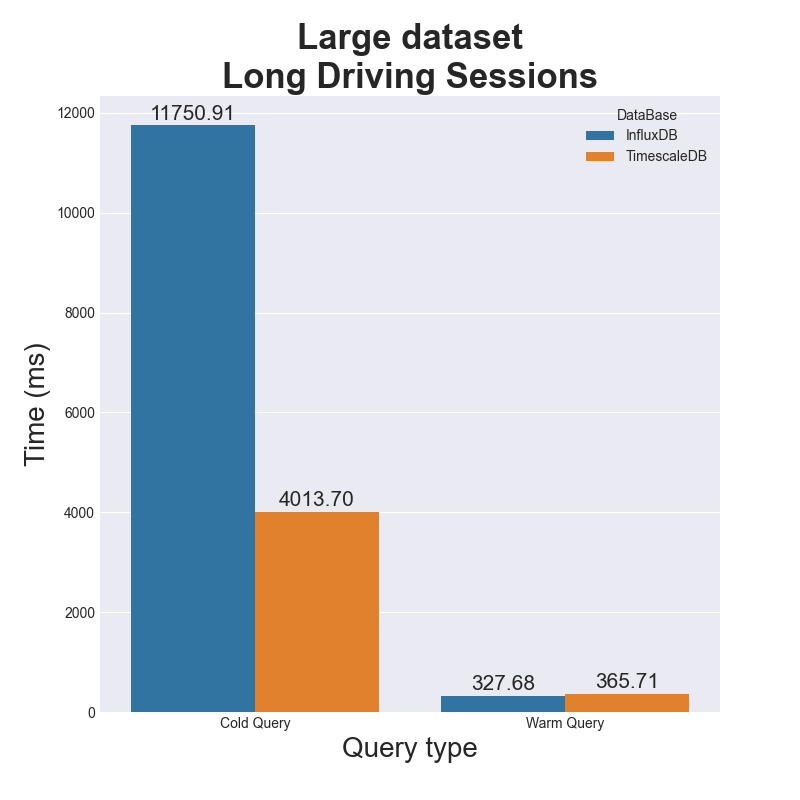 Large dataset
Long Driving Sessions
12000
10000
8000
6000
4000
2000
0
Time (ms)
11750.91
4013.70
327.68
365.71
DataBase
InfluxDB
TimescaleDB
Cold Query
Warm Query
Query type